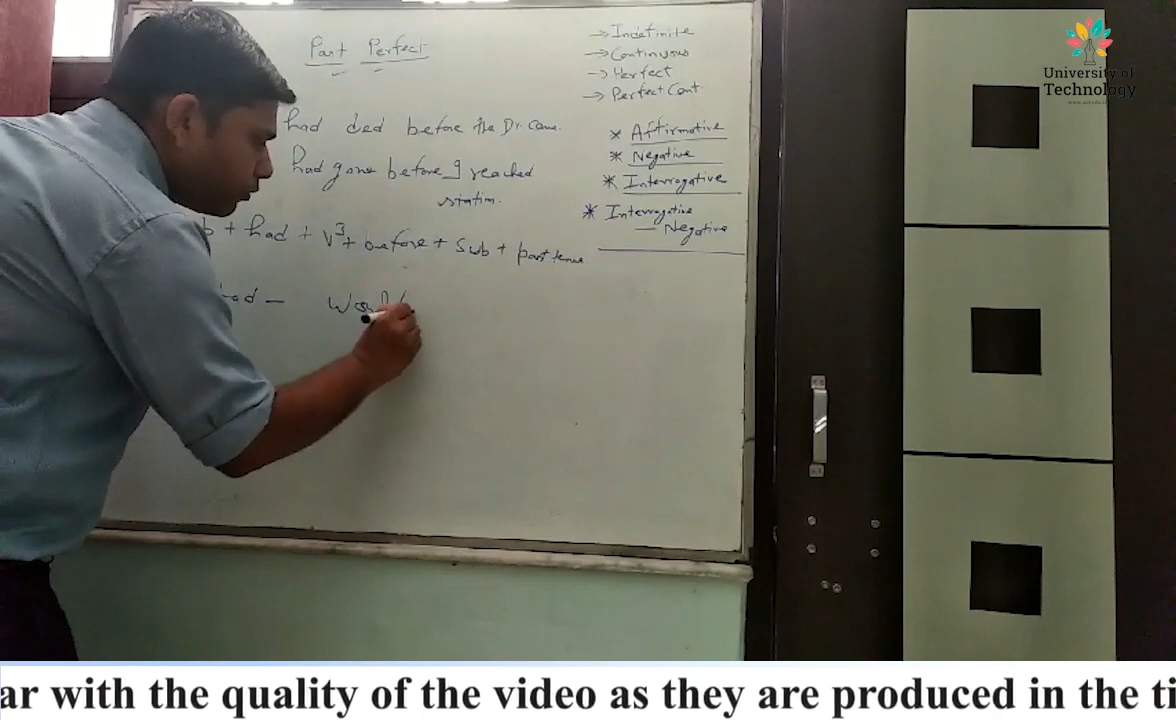 Past Perfect
had died before the Dr. came.
had gone before I reached
station.
b + had + V3 + before + Sub + past tense
had — Would
→ Indefinite
→ Continuous
→ Perfect
→ Perfect Cont.
* Affirmative
* Negative
* Interrogative
* Interrogative
— Negative
University of
Technology
ar with the quality of the video as they are produced in the ti